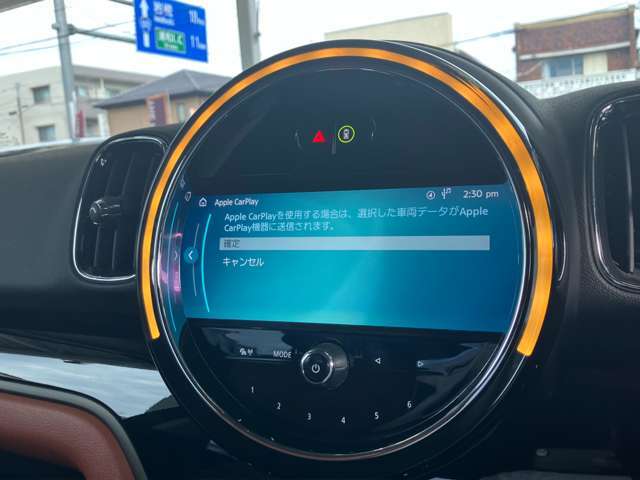 Apple CarPlay
2:30 pm
Apple CarPlayを使用する場合は、選択した車両データがApple
CarPlay機器に送信されます。
確定
キャンセル
MODE
1
2
3
4
5
6